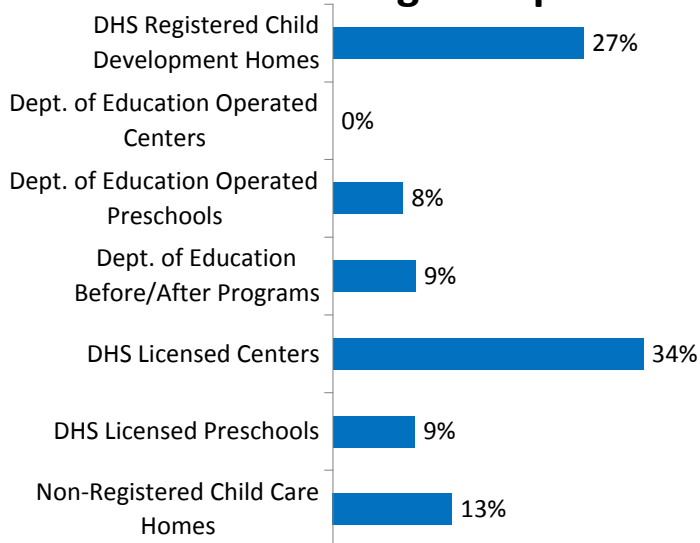 DHS Registered Child
Development Homes
27%
Dept. of Education Operated
Centers
0%
Dept. of Education Operated
Preschools
8%
Dept. of Education
Before/After Programs
9%
DHS Licensed Centers
34%
DHS Licensed Preschools
9%
Non-Registered Child Care
Homes
13%